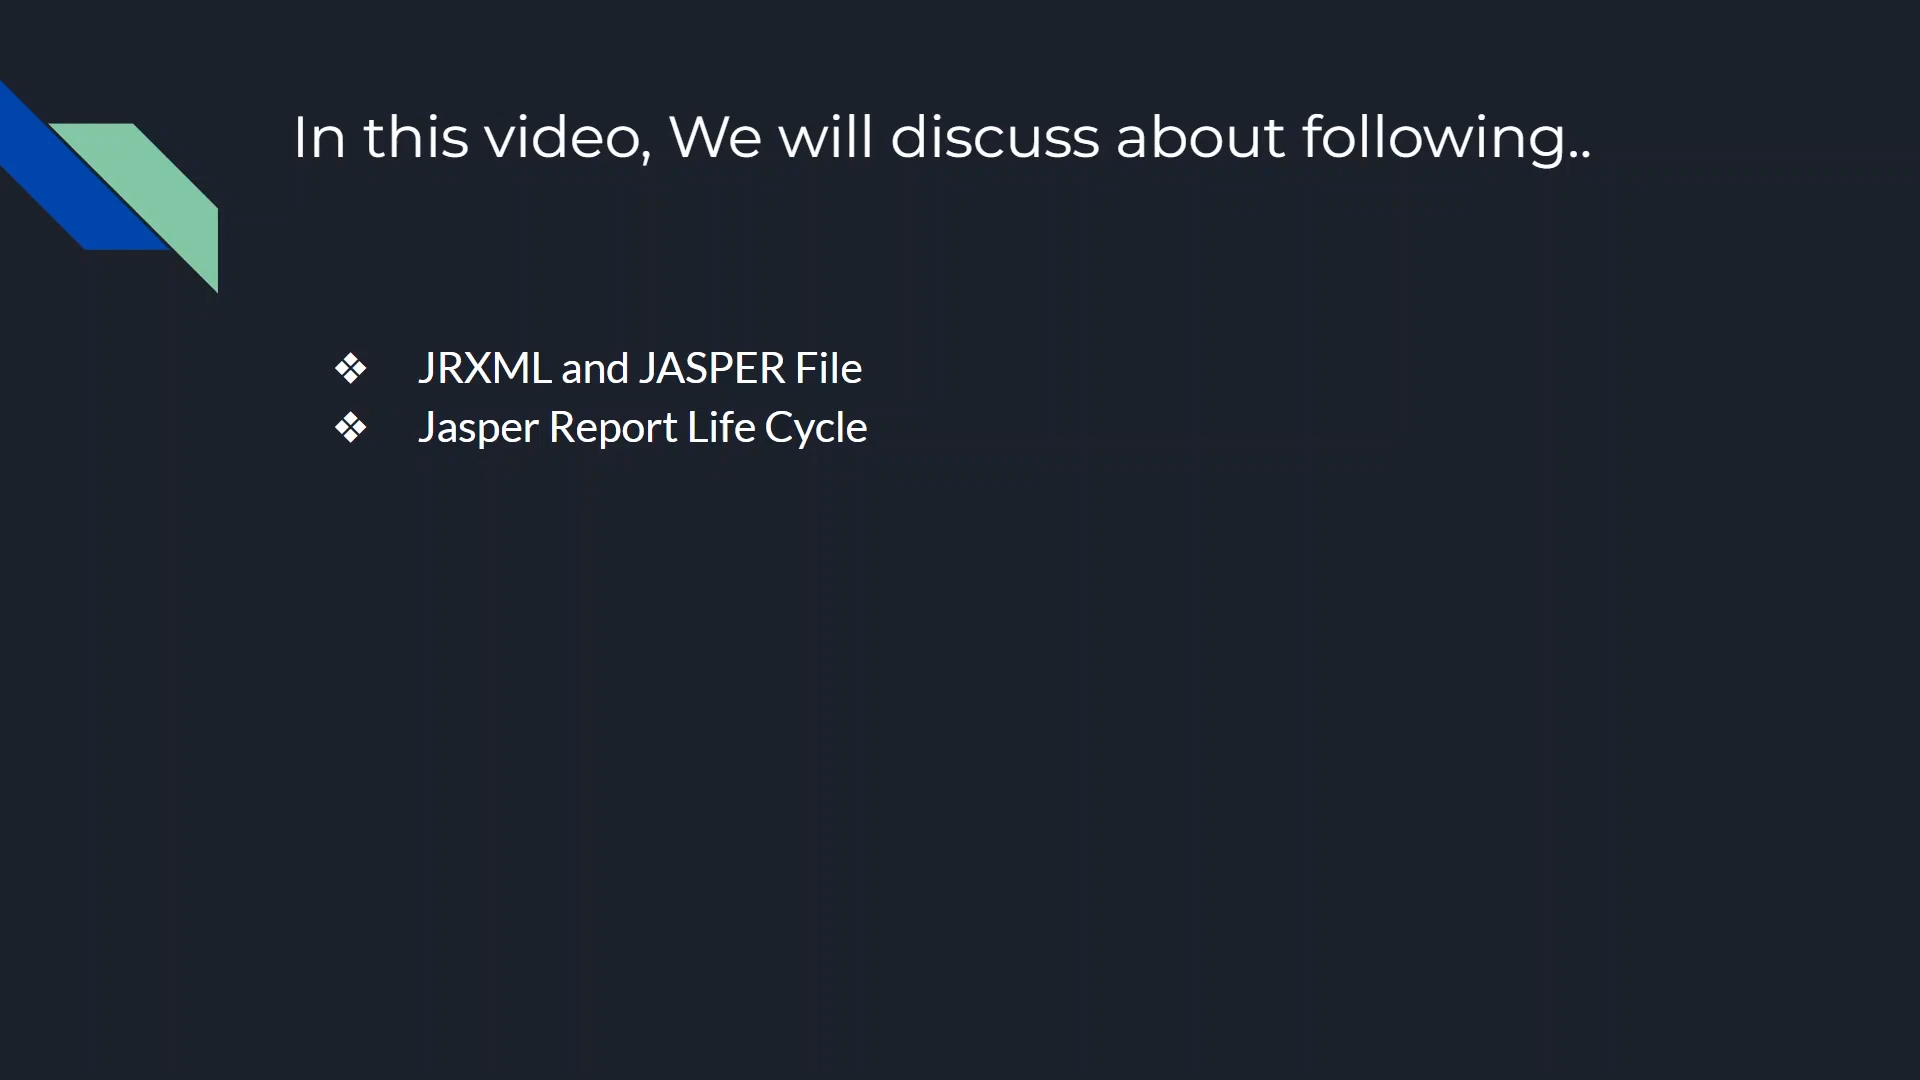 In this video, We will discuss about following..
❖ JRXML and JASPER File
❖ Jasper Report Life Cycle